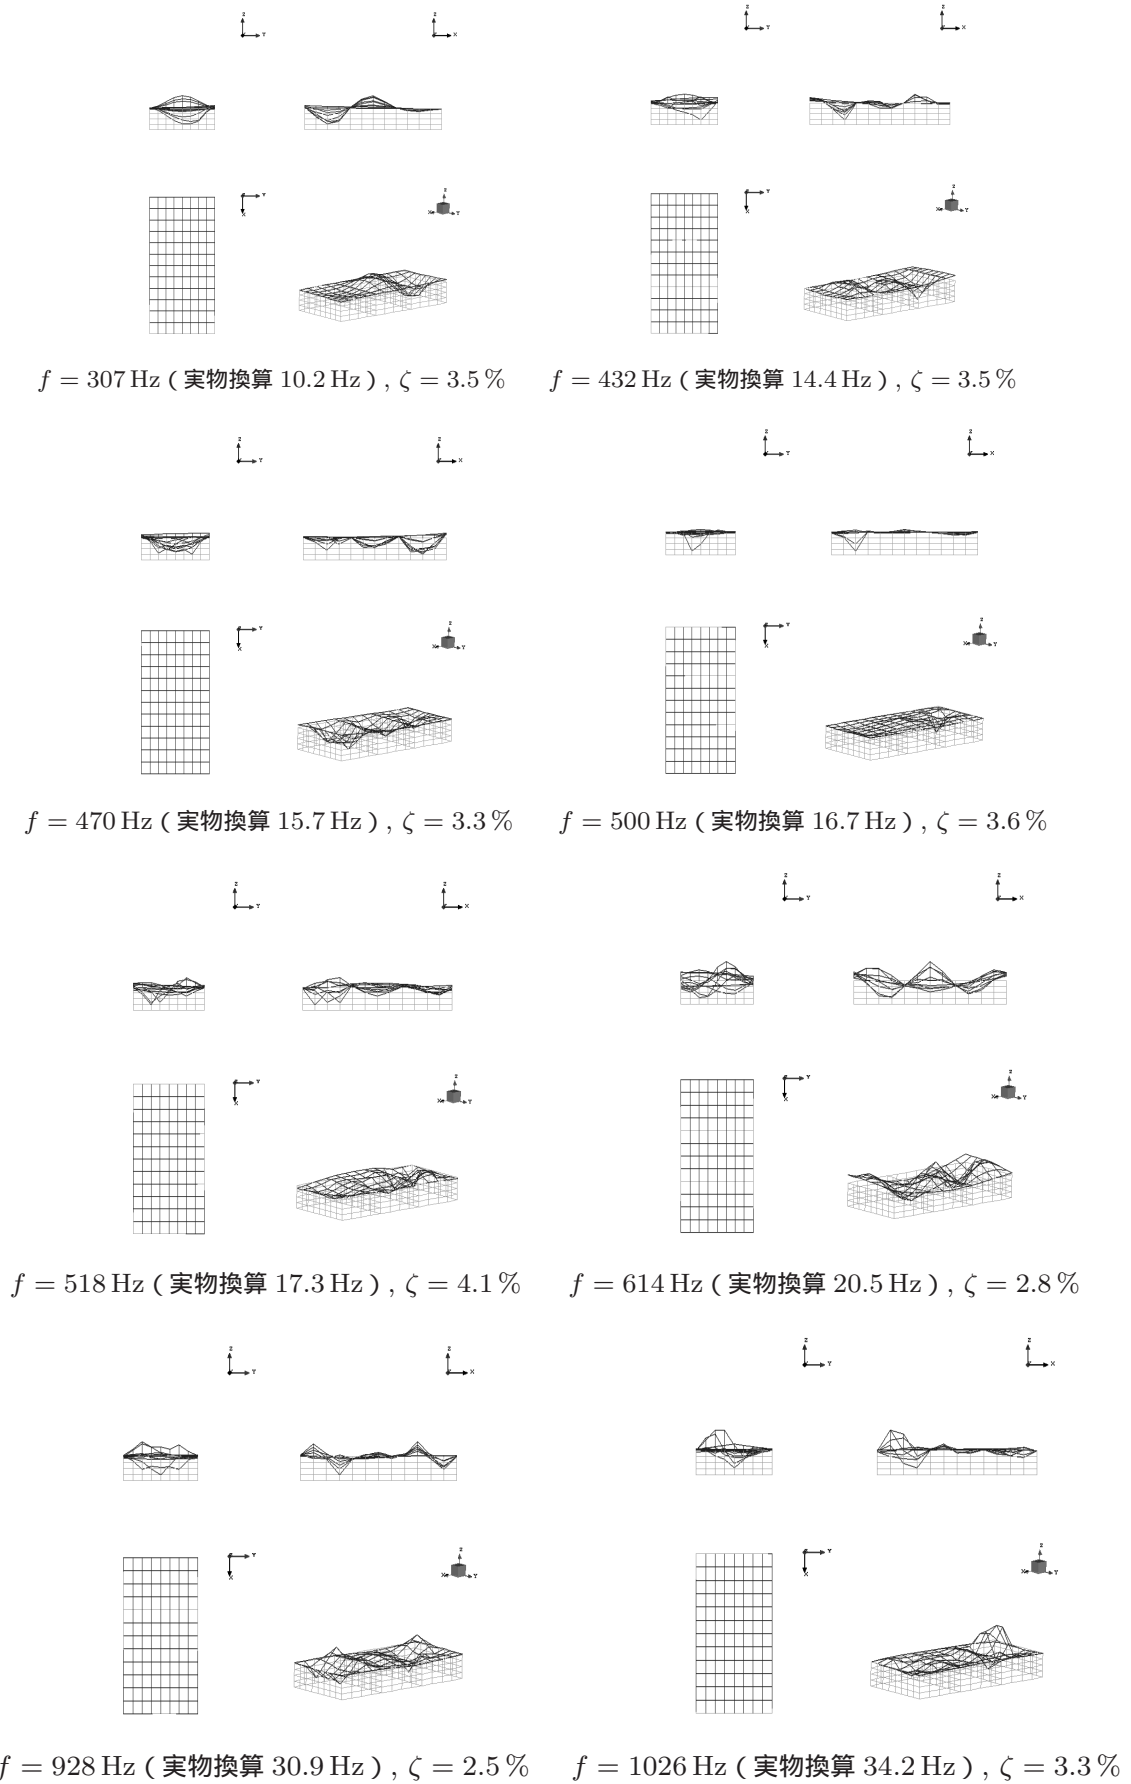 Z Y Z X Z Y Z X
Y X Z X Y Y X Z X Y
f = 307 Hz ( 実物換算 10.2 Hz ) , ζ = 3.5 % f = 432 Hz ( 実物換算 14.4 Hz ) , ζ = 3.5 %
Z Y Z X Z Y Z X
Y X Z X Y Y X Z X Y
f = 470 Hz ( 実物換算 15.7 Hz ) , ζ = 3.3 % f = 500 Hz ( 実物換算 16.7 Hz ) , ζ = 3.6 %
Z Y Z X Z Y Z X
Y X Z X Y Y X Z X Y
f = 518 Hz ( 実物換算 17.3 Hz ) , ζ = 4.1 % f = 614 Hz ( 実物換算 20.5 Hz ) , ζ = 2.8 %
Z Y Z X Z Y Z X
Y X Z X Y Y X Z X Y
f = 928 Hz ( 実物換算 30.9 Hz ) , ζ = 2.5 % f = 1026 Hz ( 実物換算 34.2 Hz ) , ζ = 3.3 %